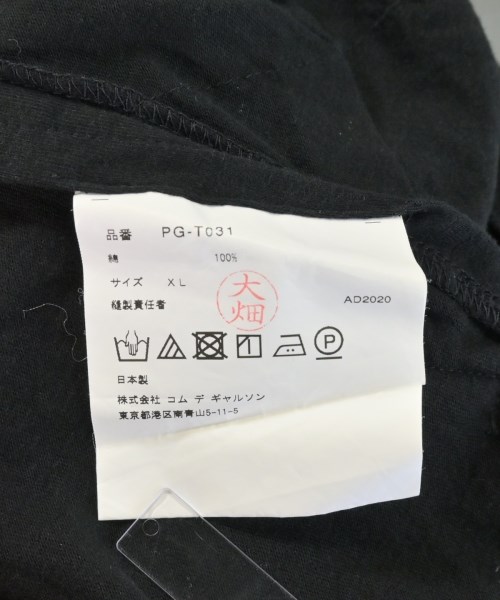 品番 PG-T031
綿 100%
サイズ XL
縫製責任者 大畑 AD2020
日本製
株式会社 コム デ ギャルソン
東京都港区南青山5-11-5